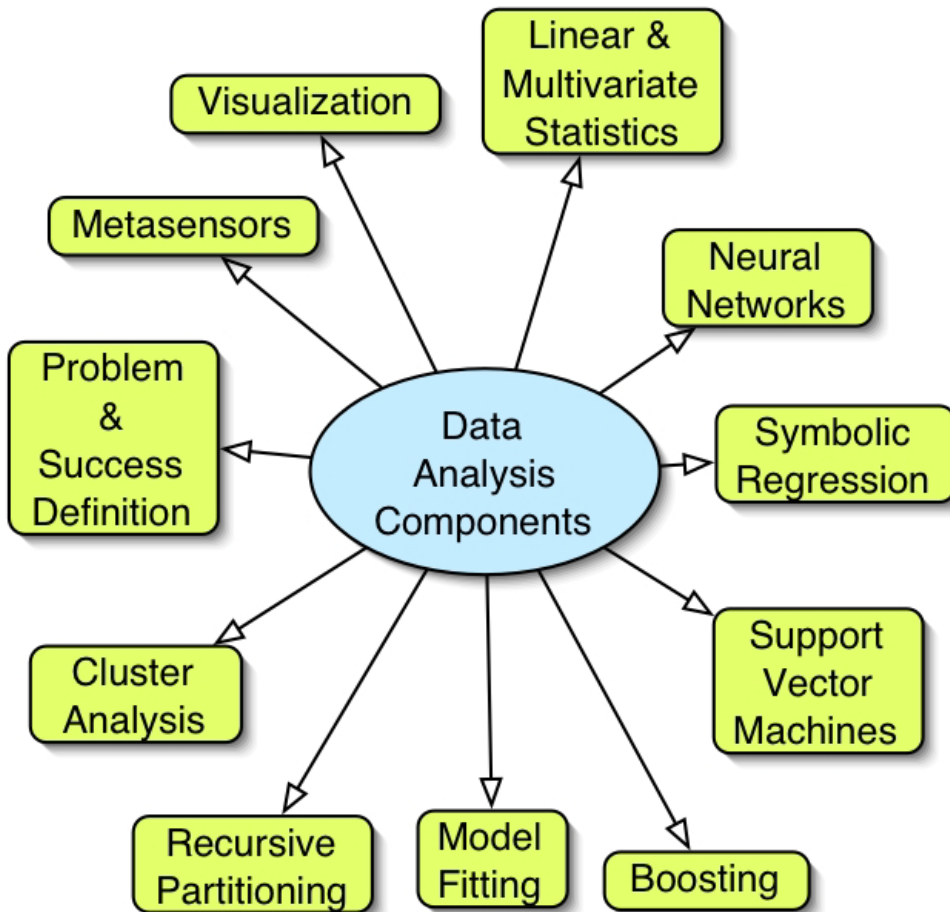 Linear &
Multivariate
Statistics
Visualization
Metasensors
Neural
Networks
Problem
&
Success
Definition
Data
Analysis
Components
Symbolic
Regression
Cluster
Analysis
Support
Vector
Machines
Recursive
Partitioning
Model
Fitting
Boosting